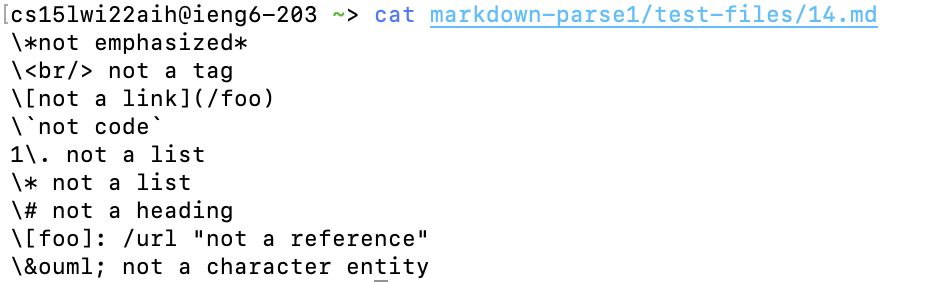 [cs15lwi22aih@ieng6-203 ~> cat markdown-parse1/test-files/14.md
\*not emphasized*
\<br/> not a tag
\[not a link](/foo)
\`not code`
1\. not a list
\* not a list
\# not a heading
\[foo]: /url "not a reference"
\&ouml; not a character entity